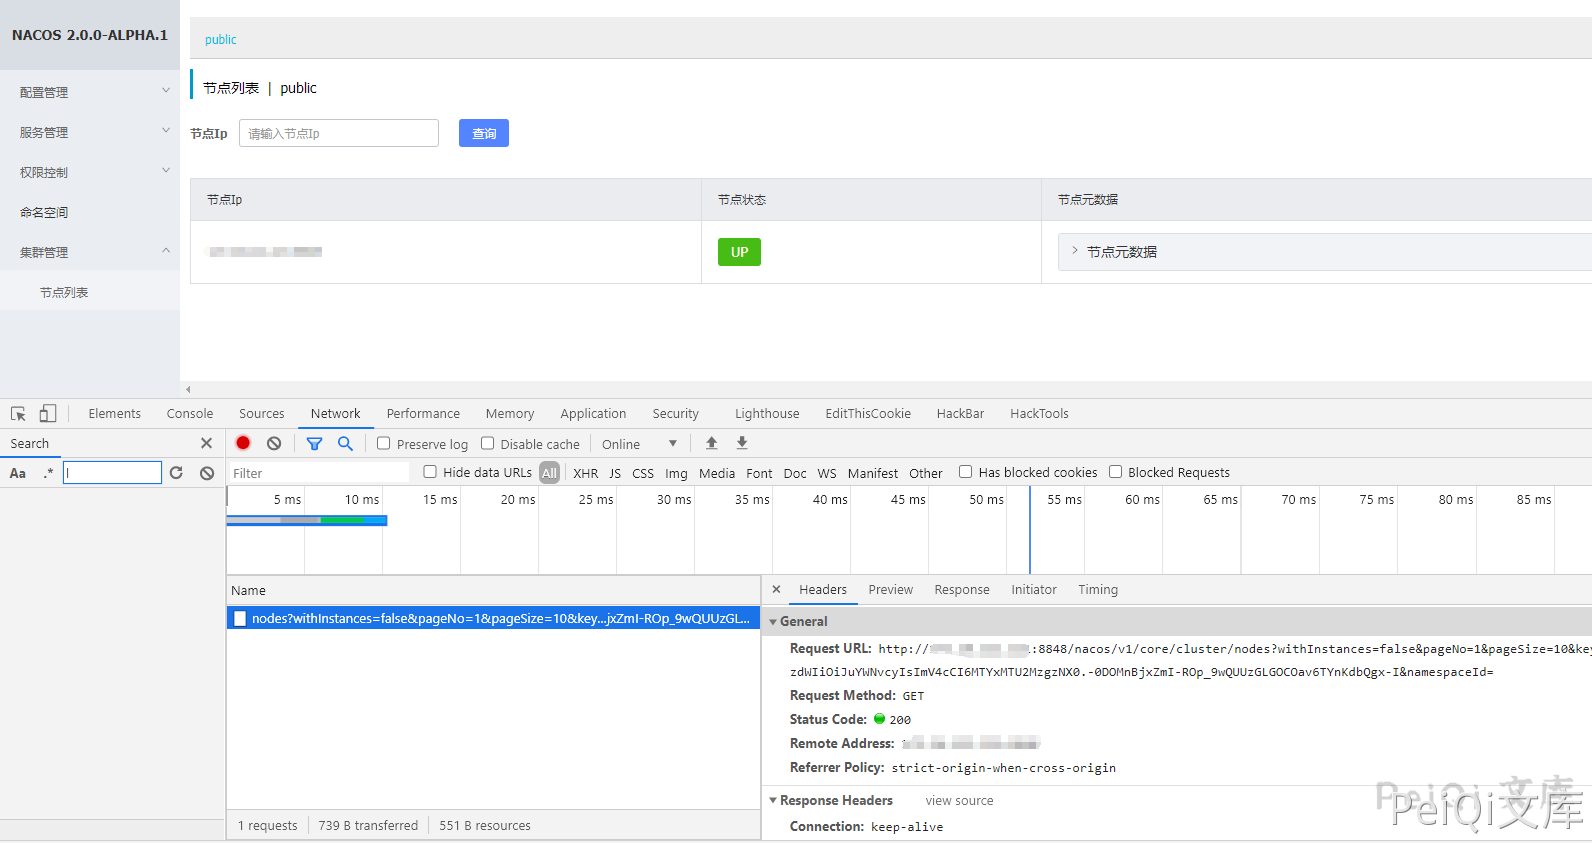 NACOS 2.0.0-ALPHA.1
配置管理
服务管理
权限控制
命名空间
集群管理
节点列表
public
节点列表 | public
节点Ip 请输入节点Ip 查询
节点Ip 节点状态 节点元数据
UP 节点元数据
Elements Console Sources Network Performance Memory Application Security Lighthouse EditThisCookie HackBar HackTools
Search
Aa .*
Preserve log Disable cache Online
Filter Hide data URLs All XHR JS CSS Img Media Font Doc WS Manifest Other Has blocked cookies Blocked Requests
5 ms 10 ms 15 ms 20 ms 25 ms 30 ms 35 ms 40 ms 45 ms 50 ms 55 ms 60 ms 65 ms 70 ms 75 ms 80 ms 85 ms
Name
nodes?withInstances=false&pageNo=1&pageSize=10&key...jxZmI-ROp_9wQUUzGL...
1 requests 739 B transferred 551 B resources
Headers Preview Response Initiator Timing
General
Request URL: http://:8848/nacos/v1/core/cluster/nodes?withInstances=false&pageNo=1&pageSize=10&key
zdWIiOiJuYWNvcyIsImV4cCI6MTYxMTU2MzgzNX0.-0DOMnBjxZmI-ROp_9wQUUzGLGOCOav6TYnKdbQgx-I&namespaceId=
Request Method: GET
Status Code: 200
Remote Address:
Referrer Policy: strict-origin-when-cross-origin
Response Headers view source
Connection: keep-alive
PeiQi文库
PeiQi文库